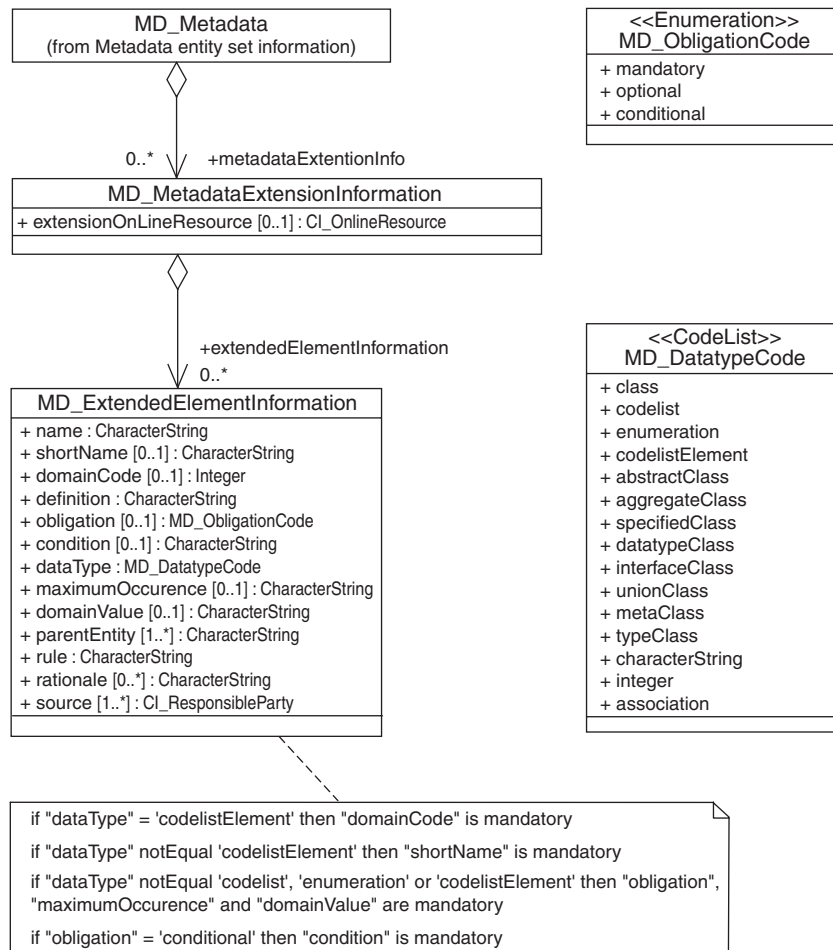 MD_Metadata
(from Metadata entity set information)
0..*
+metadataExtentionInfo
MD_MetadataExtensionInformation
+ extensionOnLineResource [0..1] : CI_OnlineResource
+extendedElementInformation
0..*
MD_ExtendedElementInformation
+ name : CharacterString
+ shortName [0..1] : CharacterString
+ domainCode [0..1] : Integer
+ definition : CharacterString
+ obligation [0..1] : MD_ObligationCode
+ condition [0..1] : CharacterString
+ dataType : MD_DatatypeCode
+ maximumOccurence [0..1] : CharacterString
+ domainValue [0..1] : CharacterString
+ parentEntity [1..*] : CharacterString
+ rule : CharacterString
+ rationale [0..*] : CharacterString
+ source [1..*] : CI_ResponsibleParty
<<Enumeration>>
MD_ObligationCode
+ mandatory
+ optional
+ conditional
<<CodeList>>
MD_DatatypeCode
+ class
+ codelist
+ enumeration
+ codelistElement
+ abstractClass
+ aggregateClass
+ specifiedClass
+ datatypeClass
+ interfaceClass
+ unionClass
+ metaClass
+ typeClass
+ characterString
+ integer
+ association
if "dataType" = 'codelistElement' then "domainCode" is mandatory
if "dataType" notEqual 'codelistElement' then "shortName" is mandatory
if "dataType" notEqual 'codelist', 'enumeration' or 'codelistElement' then "obligation",
"maximumOccurence" and "domainValue" are mandatory
if "obligation" = 'conditional' then "condition" is mandatory